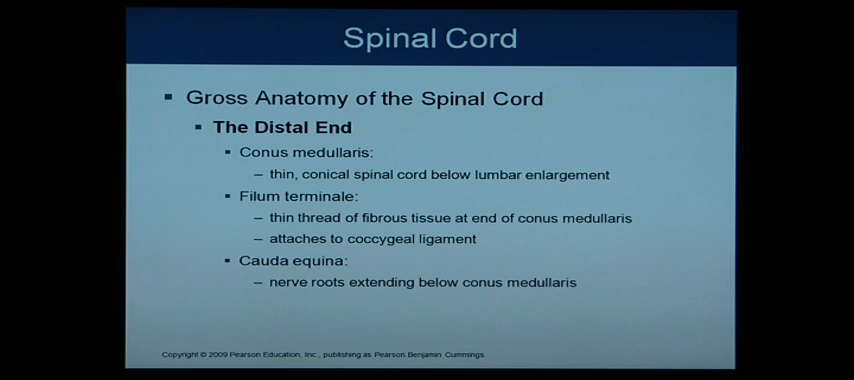 Spinal Cord
Gross Anatomy of the Spinal Cord
The Distal End
Conus medullaris:
– thin, conical spinal cord below lumbar enlargement
Filum terminale:
– thin thread of fibrous tissue at end of conus medullaris
– attaches to coccygeal ligament
Cauda equina:
– nerve roots extending below conus medullaris
Copyright © 2009 Pearson Education, Inc., publishing as Pearson Benjamin Cummings